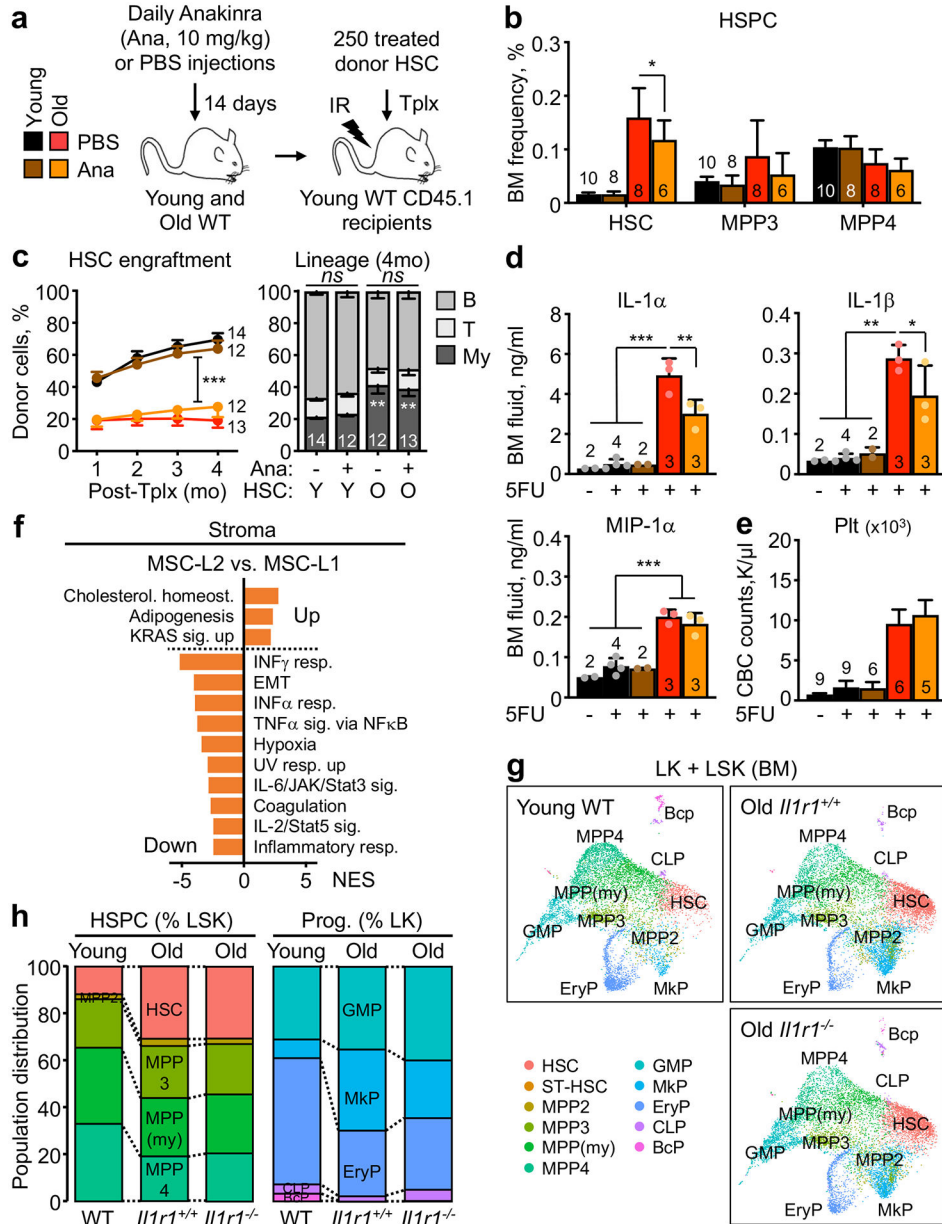 a
Daily Anakinra
(Ana, 10 mg/kg)
or PBS injections
250 treated
donor HSC
Young
Old
14 days
IR
Tplx
PBS
Ana
Young and
Old WT
Young WT CD45.1
recipients
b
HSPC
BM frequency, %
0.3
0.2
0.1
0.0
*
10
8
8
6
10
8
8
6
10
8
8
6
HSC
MPP3
MPP4
c
HSC engraftment
Donor cells, %
100
80
60
40
20
0
14
12
***
12
13
1
2
3
4
Post-Tplx (mo)
Lineage (4mo)
ns
ns
100
80
60
40
20
0
B
T
My
**
**
14
12
12
13
Ana: - + - +
HSC: Y Y O O
d
IL-1α
BM fluid, ng/ml
8
6
4
2
0
***
**
2
4
2
3
3
5FU - + + + +
IL-1β
0.4
0.3
0.2
0.1
0.0
**
*
2
4
2
3
3
- + + + +
MIP-1α
BM fluid, ng/ml
0.4
0.3
0.2
0.1
0.0
***
2
4
2
3
3
5FU - + + + +
e
Plt (x10³)
CBC counts,K/µl
20
15
10
5
0
9
9
6
6
5
5FU - + + + +
f
Stroma
MSC-L2 vs. MSC-L1
Cholesterol. homeost.
Adipogenesis
KRAS sig. up
Up
INFγ resp.
EMT
INFα resp.
TNFα sig. via NFκB
Hypoxia
UV resp. up
IL-6/JAK/Stat3 sig.
Coagulation
IL-2/Stat5 sig.
Inflammatory resp.
Down
-5
0
5
NES
g
LK + LSK (BM)
Young WT
Bcp
MPP4
CLP
MPP(my)
HSC
MPP3
GMP
MPP2
EryP
MkP
Old Il1r1+/+
Bcp
MPP4
CLP
MPP(my)
HSC
MPP3
GMP
MPP2
EryP
MkP
Old Il1r1-/-
Bcp
MPP4
CLP
MPP(my)
HSC
MPP3
GMP
MPP2
EryP
MkP
HSC
ST-HSC
MPP2
MPP3
MPP(my)
MPP4
GMP
MkP
EryP
CLP
BcP
h
HSPC (% LSK)
Young Old Old
Population distribution
100
80
60
40
20
0
MPP2
HSC
MPP
3
MPP
(my)
MPP
4
WT Il1r1+/+ Il1r1-/-
Prog. (% LK)
Young Old Old
GMP
MkP
EryP
CLP
BcP
WT Il1r1+/+ Il1r1-/-